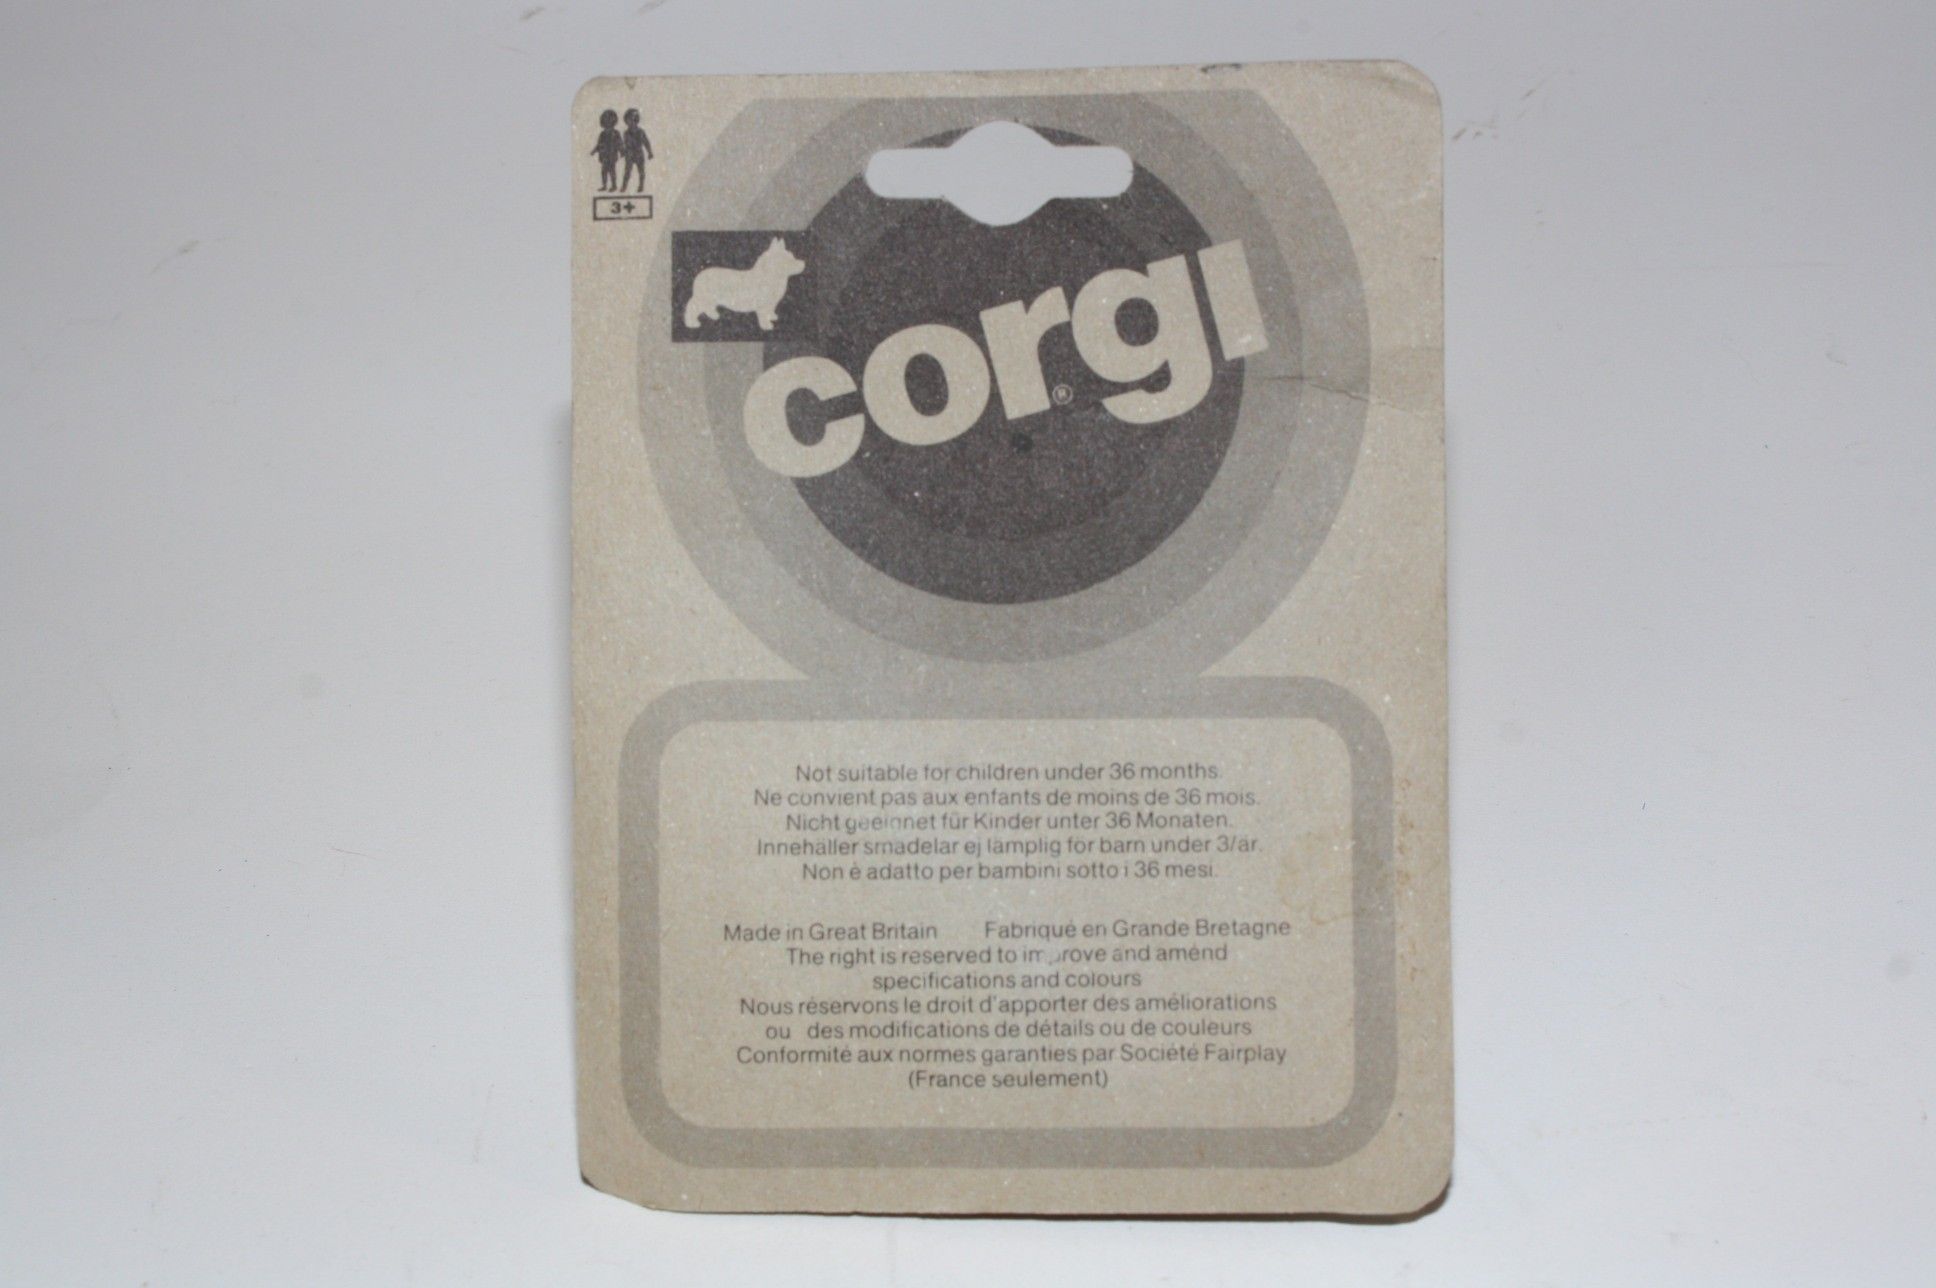 3+
corgi
®
Not suitable for children under 36 months.
Ne convient pas aux enfants de moins de 36 mois.
Nicht geeignet für Kinder unter 36 Monaten.
Innehåller smådelar ej lämplig för barn under 3/år.
Non è adatto per bambini sotto i 36 mesi.
Made in Great Britain Fabriqué en Grande Bretagne
The right is reserved to improve and amend
specifications and colours
Nous réservons le droit d'apporter des améliorations
ou des modifications de détails ou de couleurs
Conformité aux normes garanties par Société Fairplay
(France seulement)